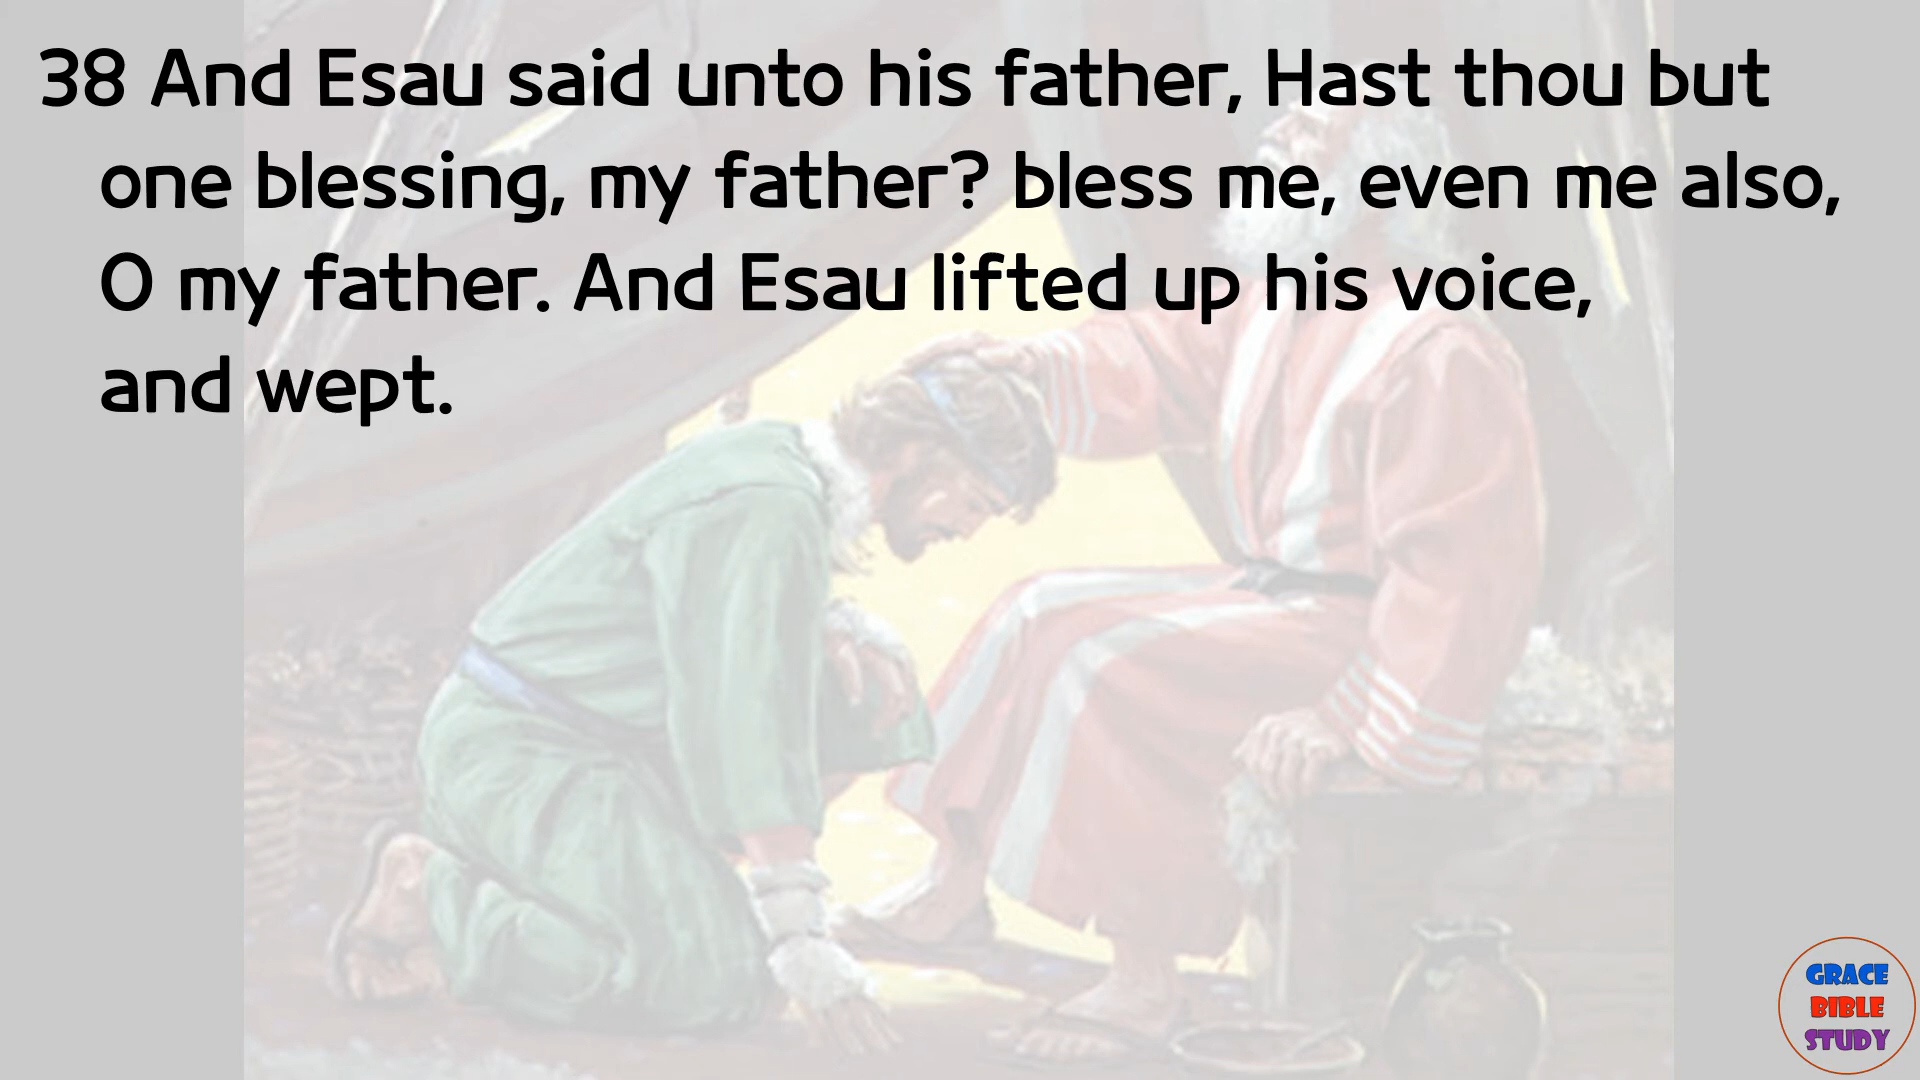 38 And Esau said unto his father, Hast thou but
one blessing, my father? bless me, even me also,
O my father. And Esau lifted up his voice,
and wept.
GRACE
BIBLE
STUDY